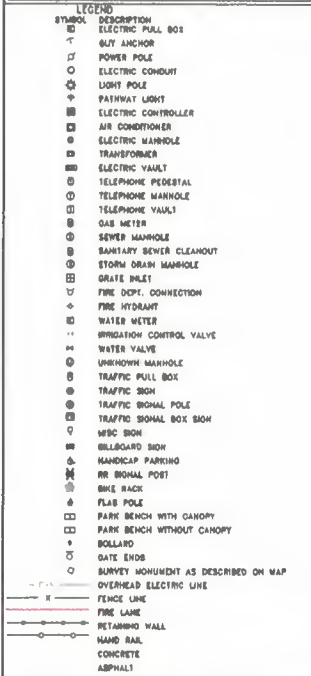 LEGEND
SYMBOL DESCRIPTION
ELECTRIC PULL BOX
GUY ANCHOR
POWER POLE
ELECTRIC CONDUIT
LIGHT POLE
PATHWAY LIGHT
ELECTRIC CONTROLLER
AIR CONDITIONER
ELECTRIC MANHOLE
TRANSFORMER
ELECTRIC VAULT
TELEPHONE PEDESTAL
TELEPHONE MANHOLE
TELEPHONE VAULT
GAS METER
SEWER MANHOLE
SANITARY SEWER CLEANOUT
STORM DRAIN MANHOLE
GRATE INLET
FIRE DEPT. CONNECTION
FIRE HYDRANT
WATER METER
IRRIGATION CONTROL VALVE
WATER VALVE
UNKNOWN MANHOLE
TRAFFIC PULL BOX
TRAFFIC SIGN
TRAFFIC SIGNAL POLE
TRAFFIC SIGNAL BOX SIGN
MISC SIGN
BILLBOARD SIGN
HANDICAP PARKING
RR SIGNAL POST
BIKE RACK
FLAG POLE
PARK BENCH WITH CANOPY
PARK BENCH WITHOUT CANOPY
BOLLARD
GATE ENDS
SURVEY MONUMENT AS DESCRIBED ON MAP
OVERHEAD ELECTRIC LINE
X FENCE LINE
FIRE LANE
RETAINING WALL
HAND RAIL
CONCRETE
ASPHALT